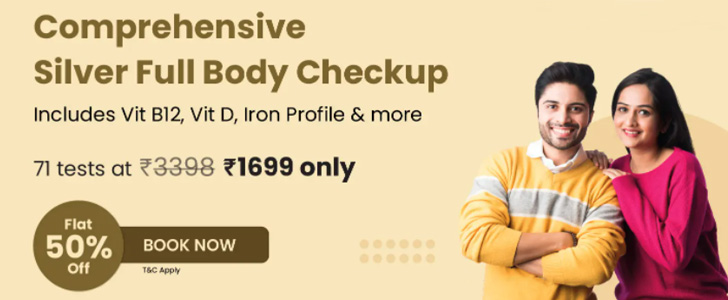 Comprehensive
Silver Full Body Checkup
Includes Vit B12, Vit D, Iron Profile & more
71 tests at ₹3398 ₹1699 only
Flat
50%
Off
BOOK NOW
T&C Apply